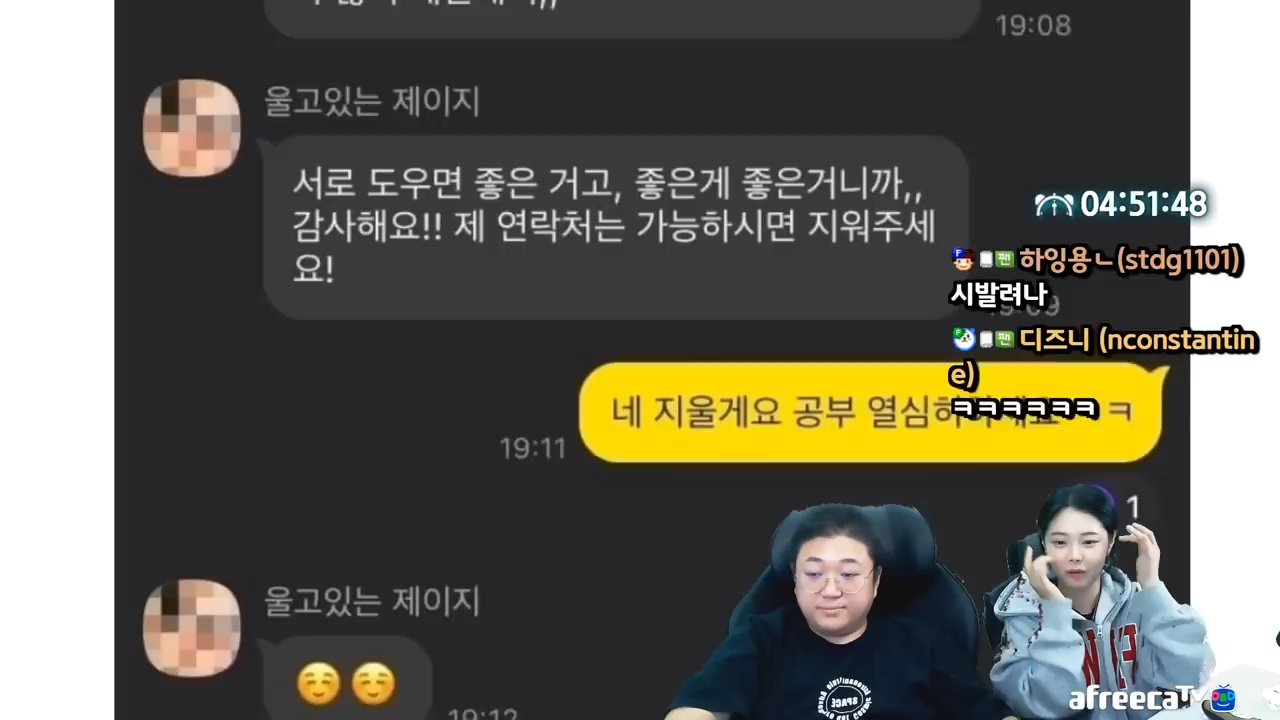 19:08
울고있는 제이지
서로 도우면 좋은 거고, 좋은게 좋은거니까,,
감사해요!! 제 연락처는 가능하시면 지워주세
요!
04:51:48
하잉용ㄴ(stdg1101)
시발려나
디즈니 (nconstantin
e)
ㅋㅋㅋㅋㅋㅋ
네 지울게요 공부 열심히 ㅋ
19:11
1
울고있는 제이지
19:12
SPACE
afreecaTV